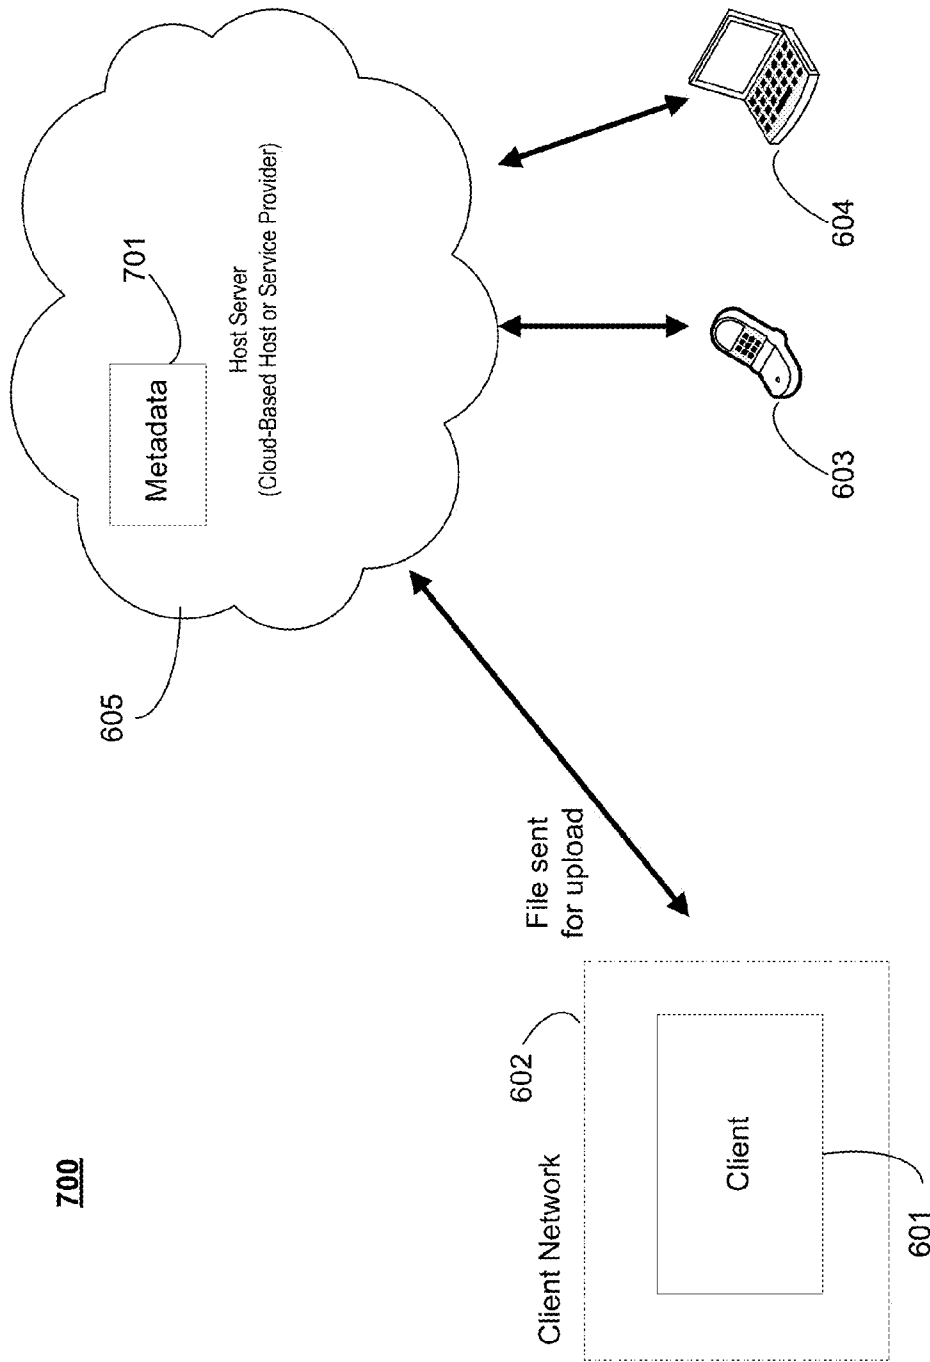 700
Client Network
602
Client
601
File sent
for upload
605
Metadata
701
Host Server
(Cloud-Based Host or Service Provider)
603
604